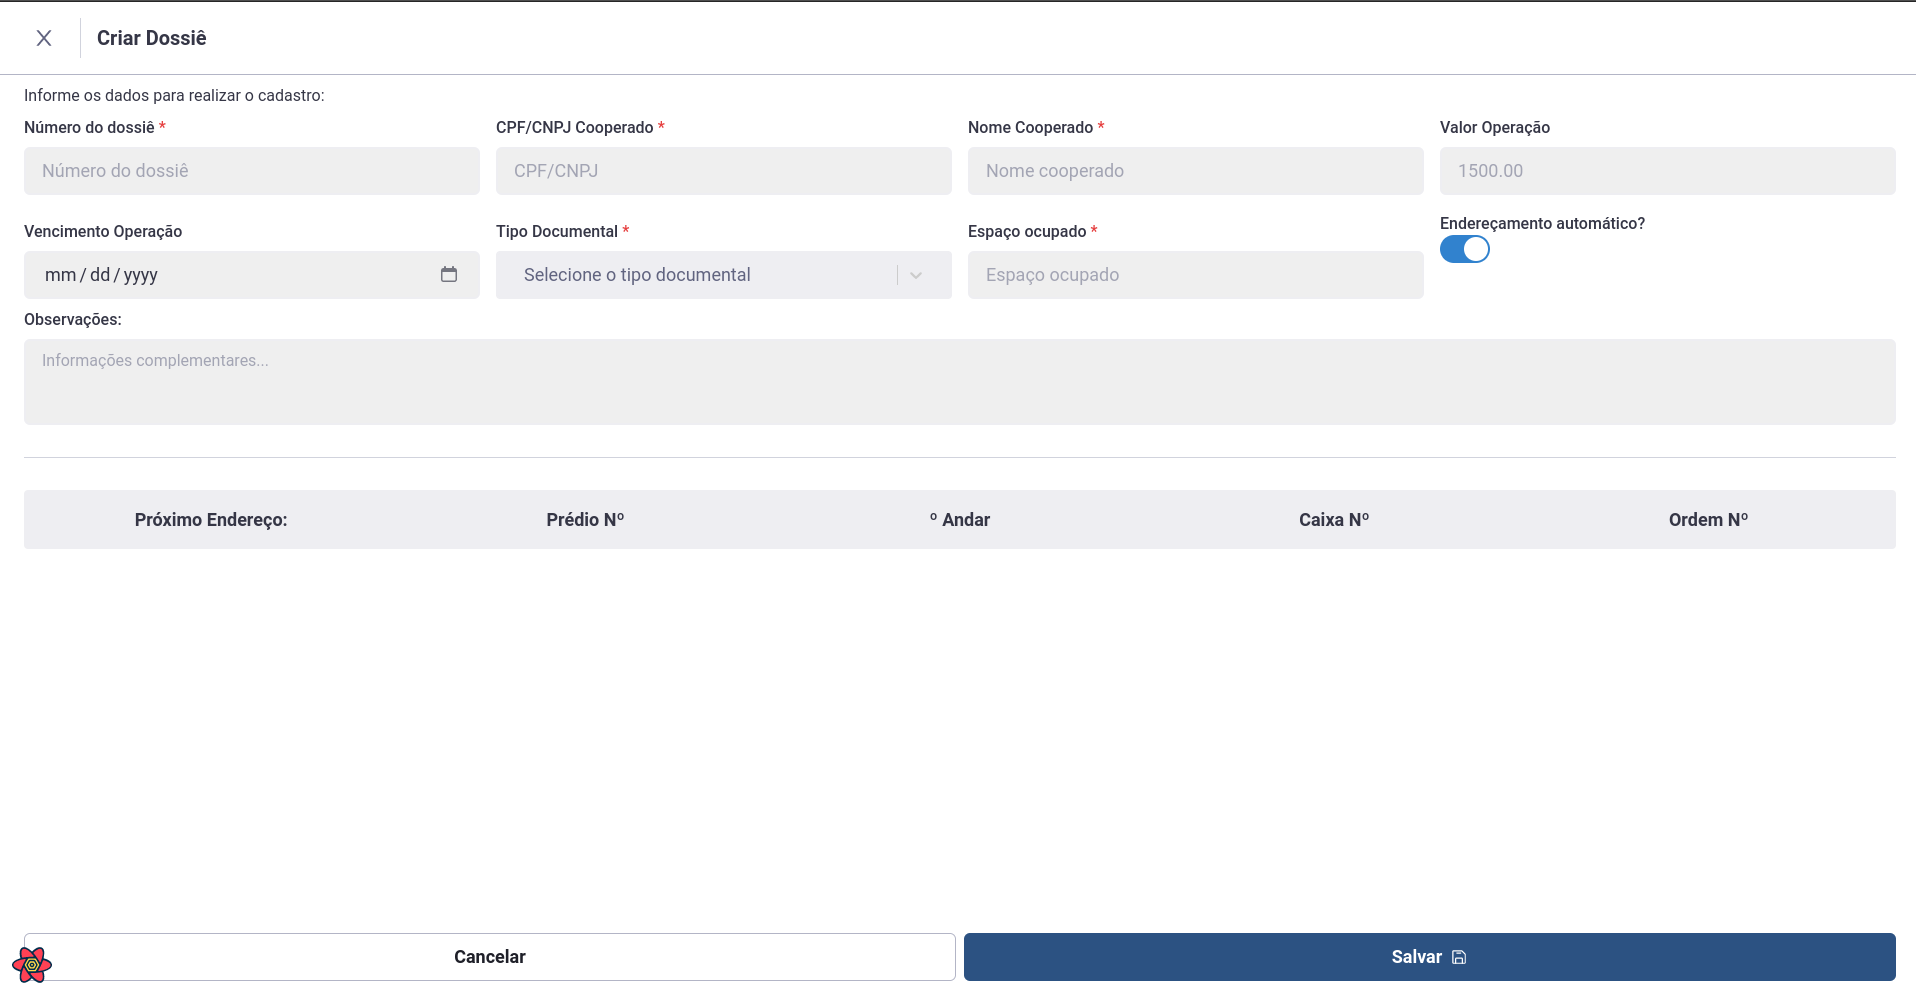 Criar Dossiê
Informe os dados para realizar o cadastro:
Número do dossiê * CPF/CNPJ Cooperado * Nome Cooperado * Valor Operação
Número do dossiê CPF/CNPJ Nome cooperado 1500.00
Vencimento Operação Tipo Documental * Espaço ocupado * Endereçamento automático?
mm/dd/yyyy Selecione o tipo documental Espaço ocupado
Observações:
Informações complementares...
Próximo Endereço: Prédio Nº º Andar Caixa Nº Ordem Nº
Cancelar Salvar